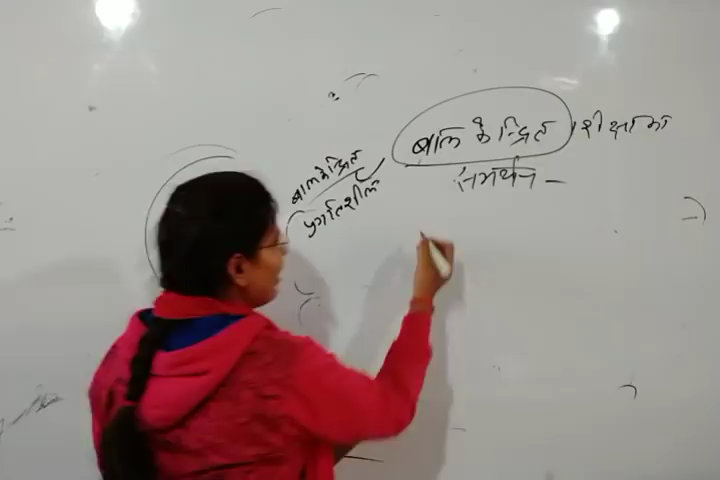 बाल केन्द्रित शिक्षा का
समर्थन -
बालकेन्द्रित
प्रगतिशील